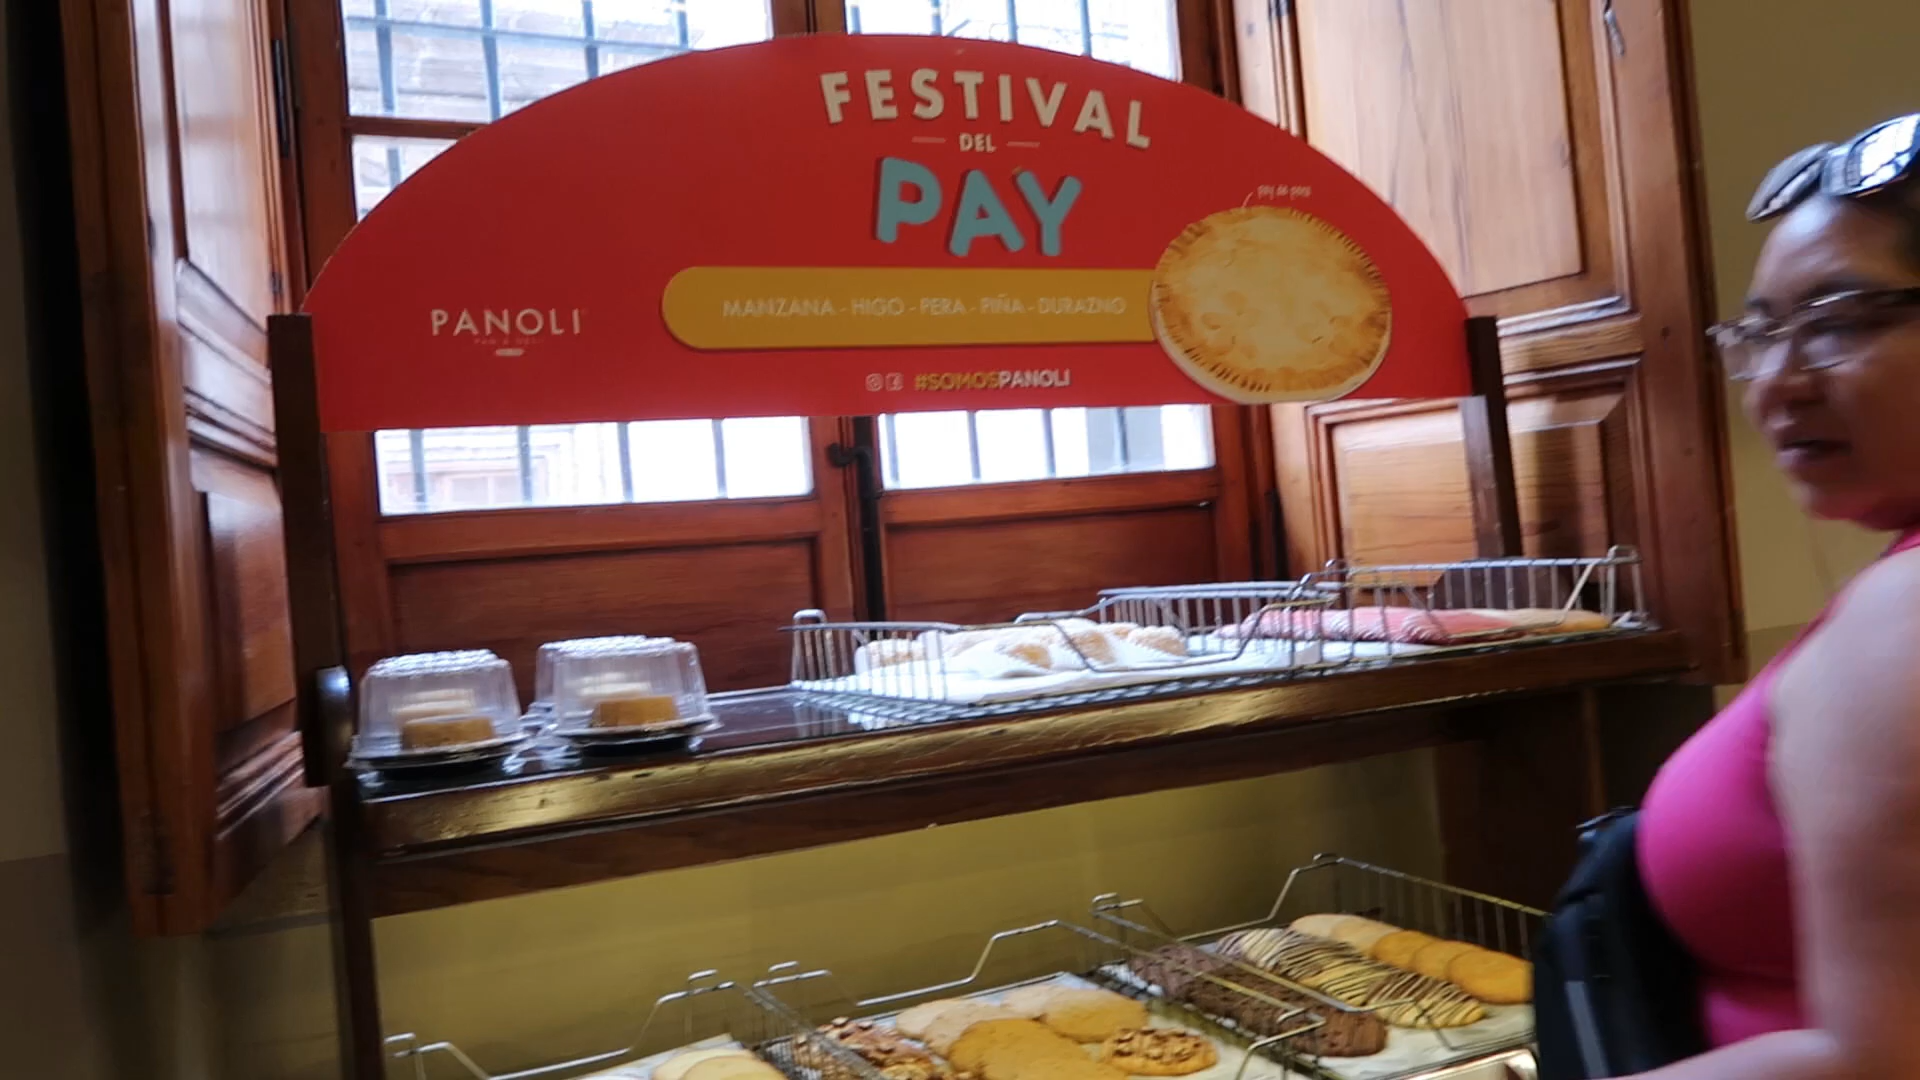 FESTIVAL
DEL
PAY
MANZANA - HIGO - PERA - PIÑA - DURAZNO
PANOLI
#SOMOSPANOLI